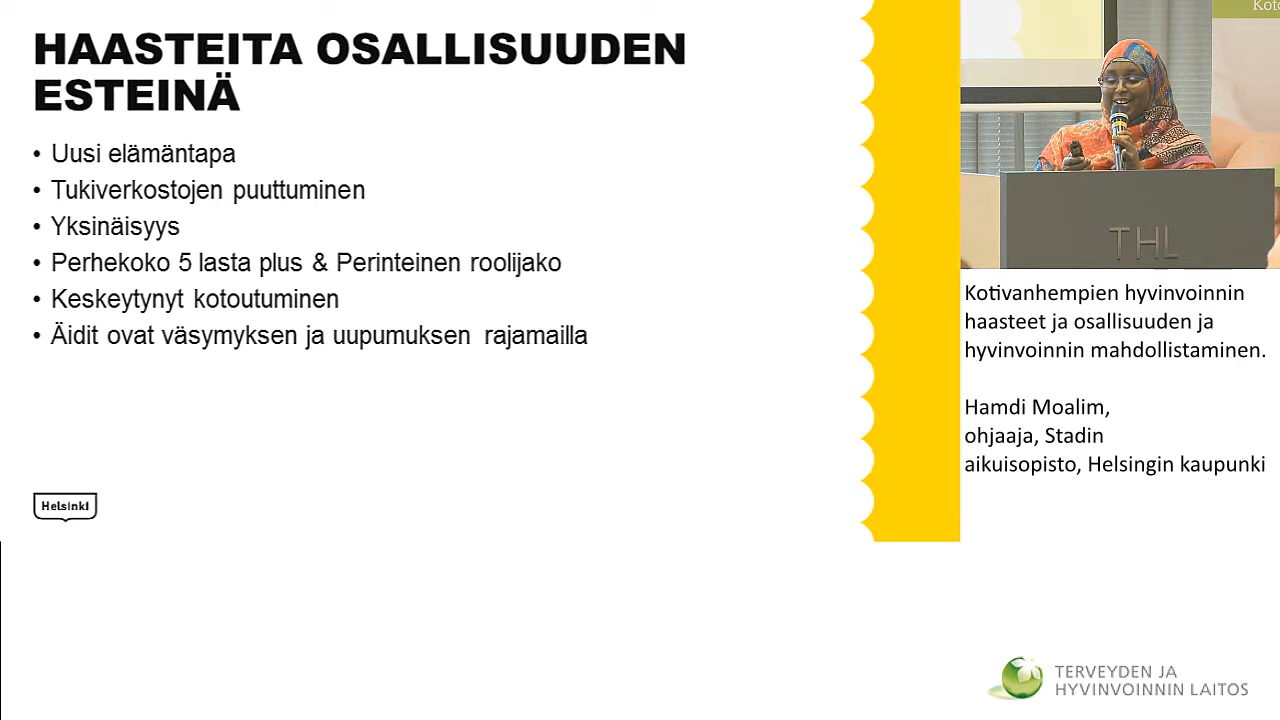 HAASTEITA OSALLISUUDEN
ESTEINÄ
• Uusi elämäntapa
• Tukiverkostojen puuttuminen
• Yksinäisyys
• Perhekoko 5 lasta plus & Perinteinen roolijako
• Keskeytynyt kotoutuminen
• Äidit ovat väsymyksen ja uupumuksen rajamailla
Helsinki
THL
Kotivanhempien hyvinvoinnin
haasteet ja osallisuuden ja
hyvinvoinnin mahdollistaminen.
Hamdi Moalim,
ohjaaja, Stadin
aikuisopisto, Helsingin kaupunki
TERVEYDEN JA
HYVINVOINNIN LAITOS